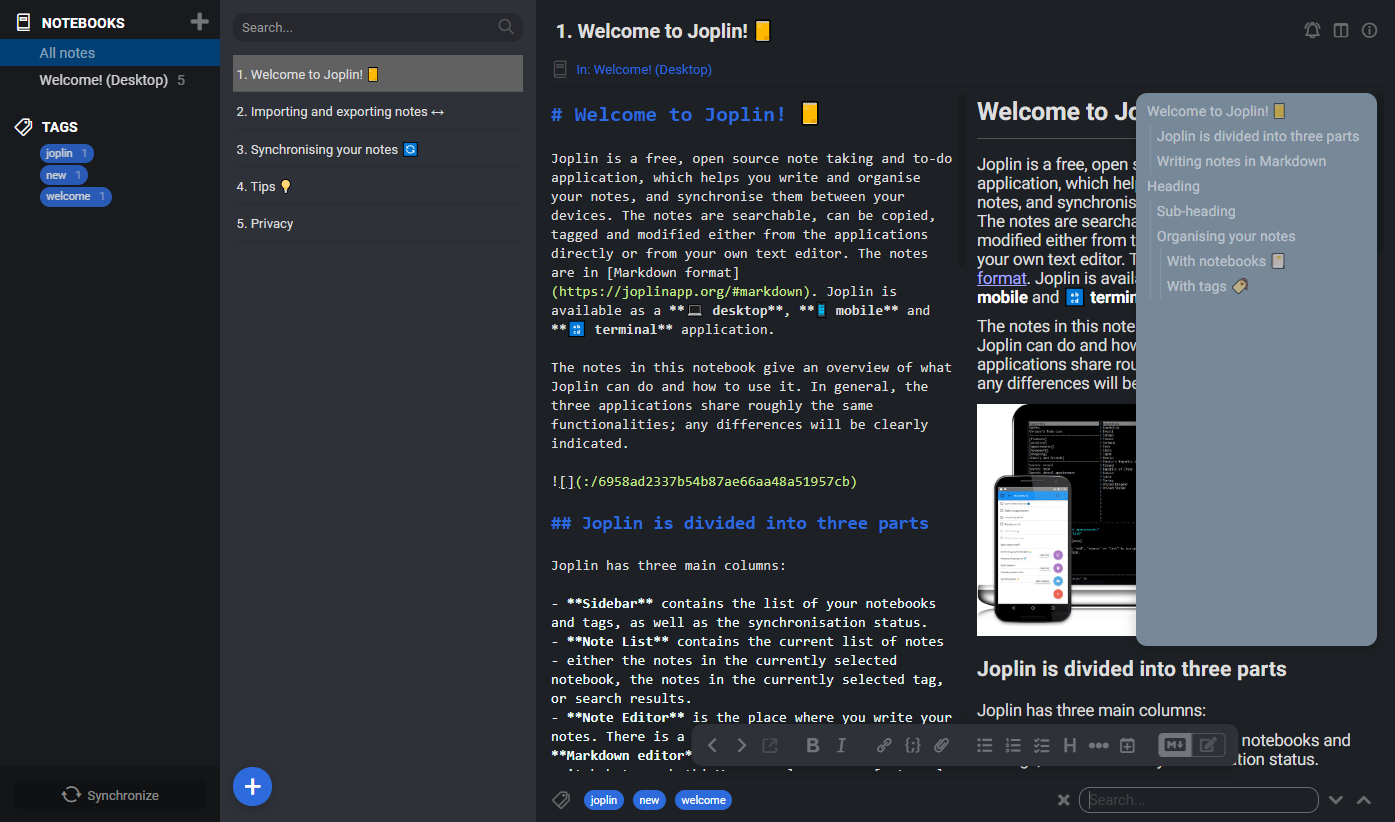 NOTEBOOKS
All notes
Welcome! (Desktop) 5
TAGS
joplin 1
new 1
welcome 1
Synchronize
Search...
1. Welcome to Joplin!
2. Importing and exporting notes ↔
3. Synchronising your notes
4. Tips
5. Privacy
1. Welcome to Joplin!
In: Welcome! (Desktop)
# Welcome to Joplin!
Joplin is a free, open source note taking and to-do
application, which helps you write and organise
your notes, and synchronise them between your
devices. The notes are searchable, can be copied,
tagged and modified either from the applications
directly or from your own text editor. The notes
are in [Markdown format]
(https://joplinapp.org/#markdown). Joplin is
available as a **💻 desktop**, **📱 mobile** and
**🔡 terminal** application.
The notes in this notebook give an overview of what
Joplin can do and how to use it. In general, the
three applications share roughly the same
functionalities; any differences will be clearly
indicated.
![](:/6958ad2337b54b87ae66aa48a51957cb)
## Joplin is divided into three parts
Joplin has three main columns:
- **Sidebar** contains the list of your notebooks
and tags, as well as the synchronisation status.
- **Note List** contains the current list of notes
- either the notes in the currently selected
notebook, the notes in the currently selected tag,
or search results.
- **Note Editor** is the place where you write your
notes. There is a
**Markdown editor*
Welcome to Jo
Joplin is a free, open s
application, which hel
notes, and synchronis
The notes are searcha
modified either from t
your own text editor. T
format. Joplin is avail
mobile and 🔡 termin
The notes in this note
Joplin can do and how
applications share rou
any differences will be
Joplin is divided into three parts
Joplin has three main columns:
notebooks and
ation status.
Welcome to Joplin!
Joplin is divided into three parts
Writing notes in Markdown
Heading
Sub-heading
Organising your notes
With notebooks
With tags
B I H M↓
joplin new welcome
Search...